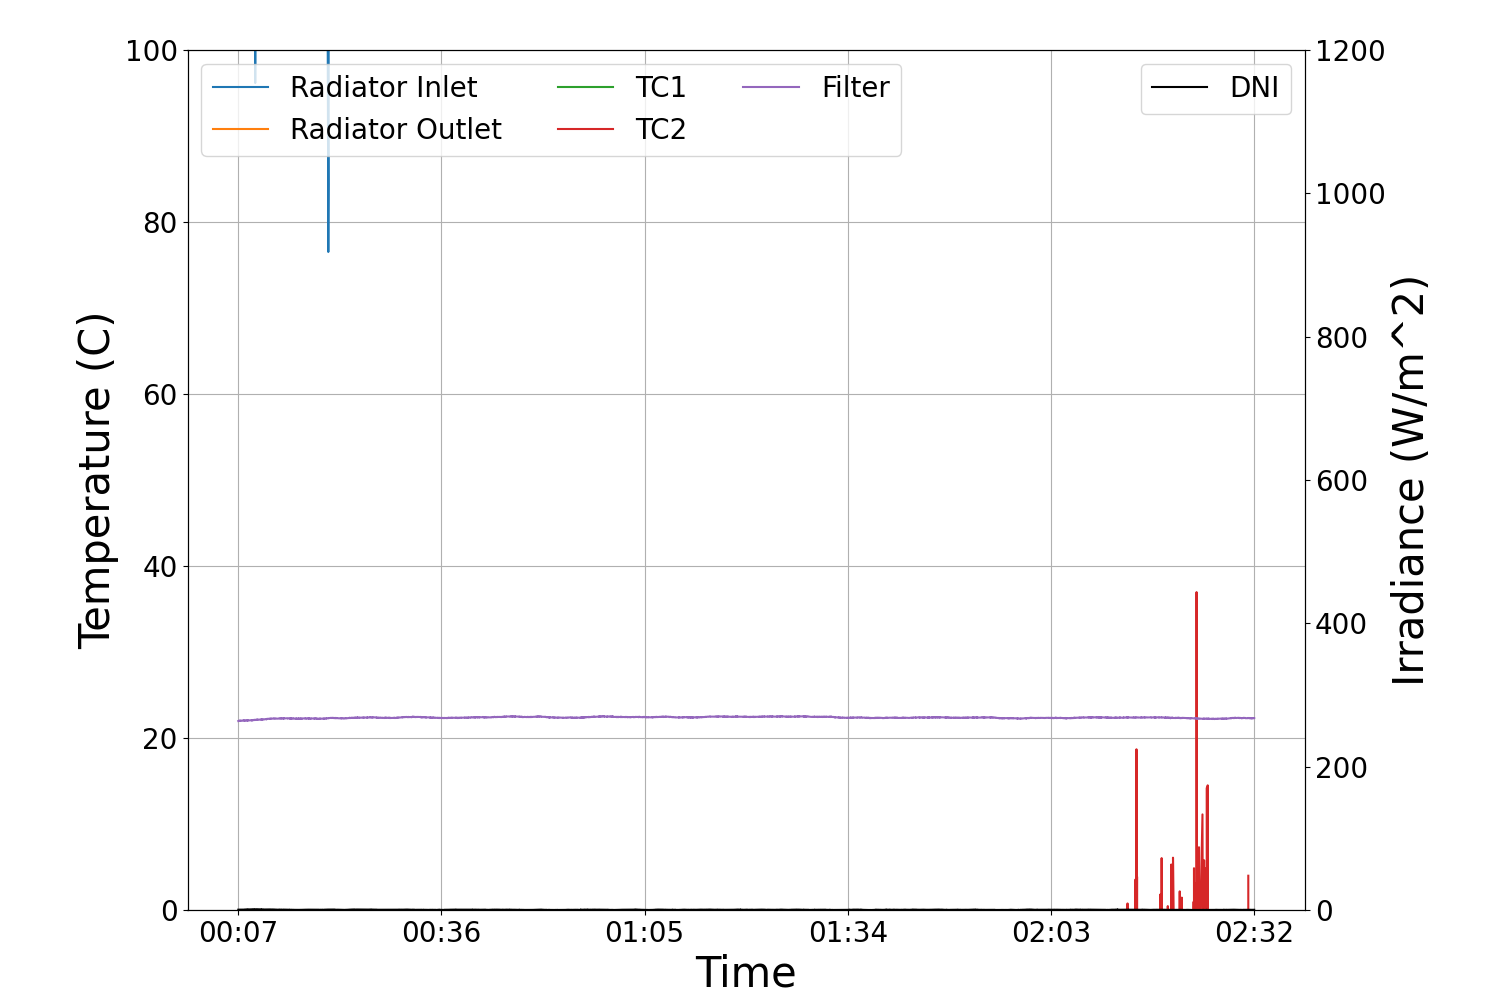 100
80
60
40
20
0
Temperature (C)
Radiator Inlet
Radiator Outlet
TC1
TC2
Filter
DNI
1200
1000
800
600
400
200
0
Irradiance (W/m^2)
00:07 00:36 01:05 01:34 02:03 02:32
Time